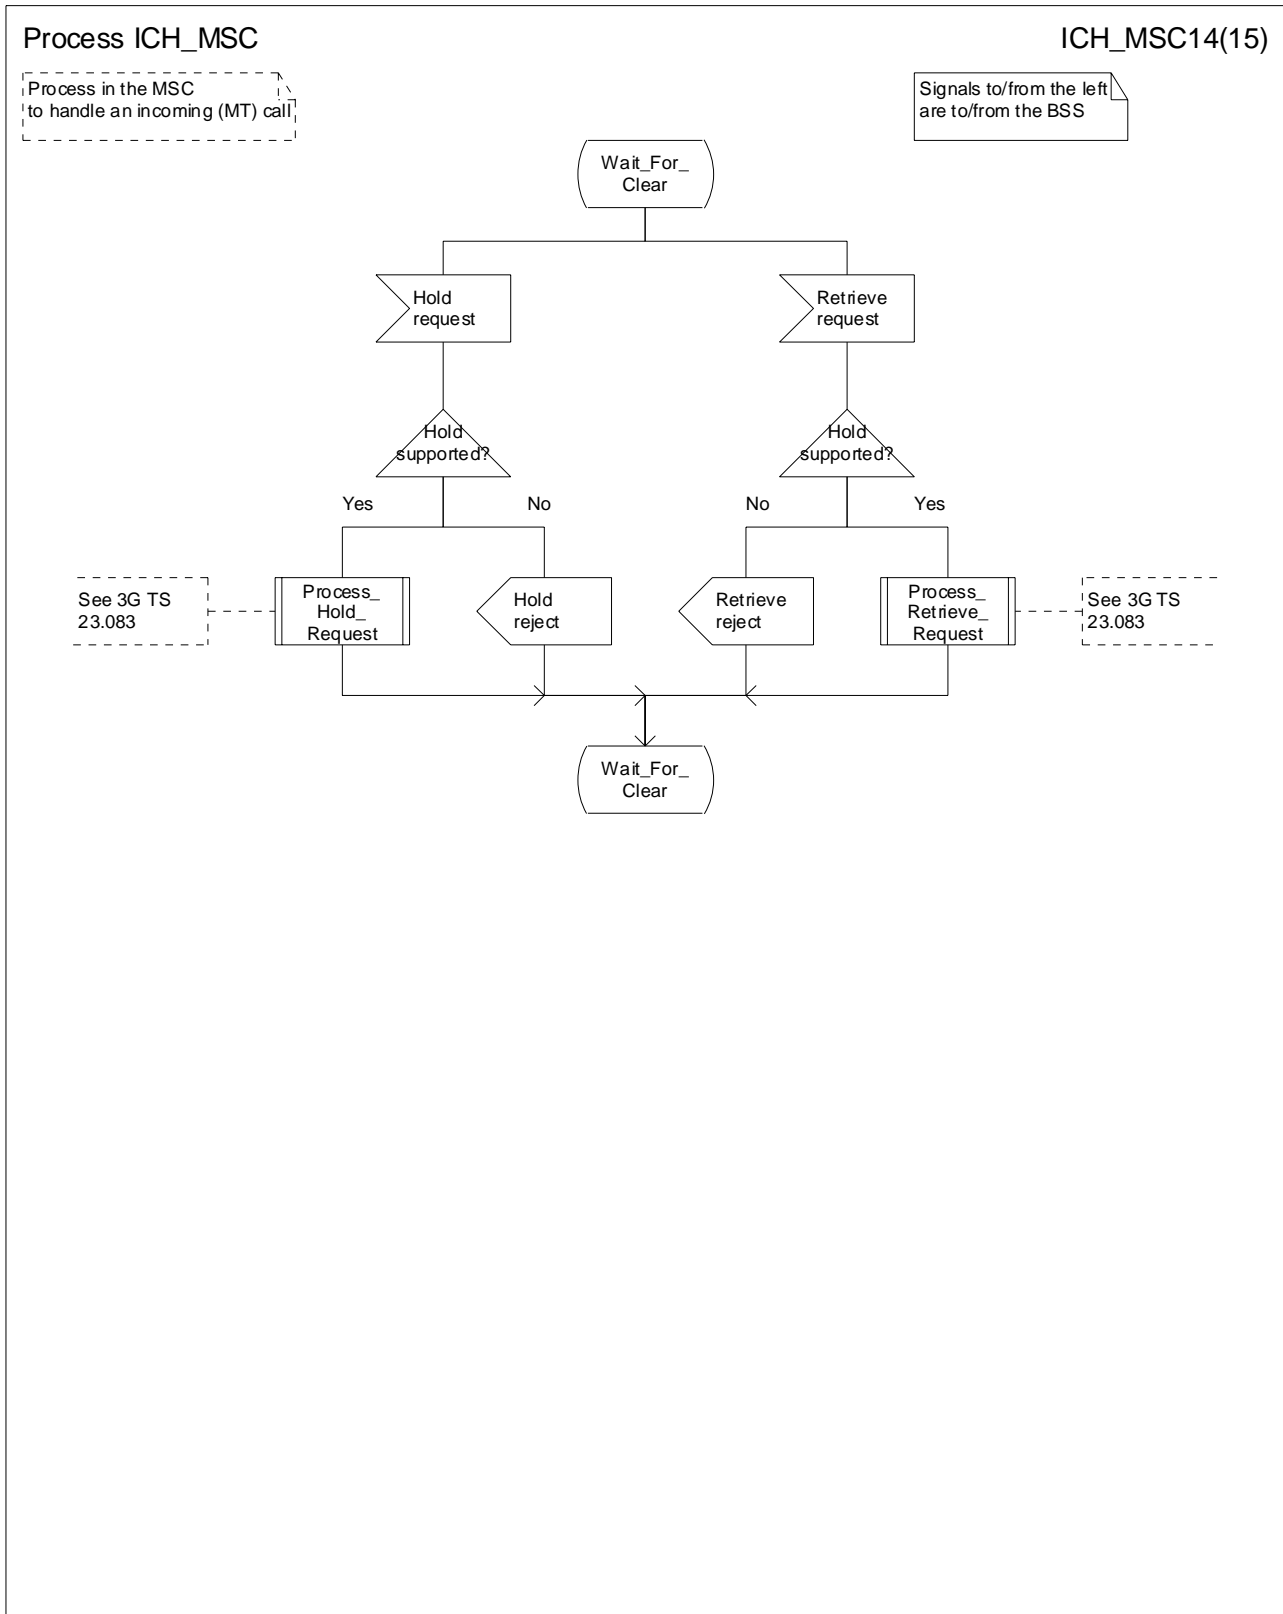 Process ICH_MSC
ICH_MSC14(15)
Process in the MSC
to handle an incoming (MT) call
Signals to/from the left
are to/from the BSS
Wait_For_
Clear
Hold
request
Retrieve
request
Hold
supported?
Hold
supported?
Yes
No
No
Yes
See 3G TS
23.083
Process_
Hold_
Request
Hold
reject
Retrieve
reject
Process_
Retrieve_
Request
See 3G TS
23.083
Wait_For_
Clear